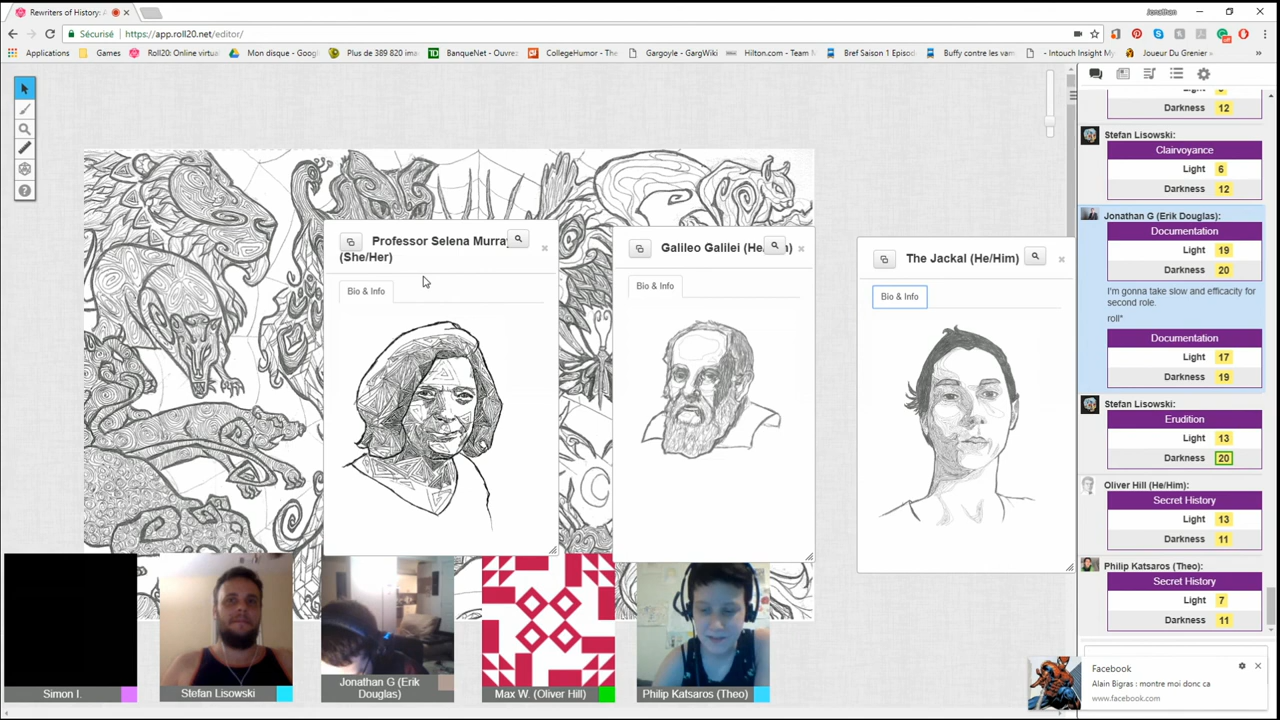 Rewriters of History:
Jonathan
Sécurisé | https://app.roll20.net/editor/
Applications
Games
Roll20: Online virtua
Mon disque - Goog
Plus de 389 820 ima
BanqueNet - Ouvre
CollegeHumor - The
Gargoyle - GargWiki
Hilton.com - Team M
Bref Saison 1 Episod
Buffy contre les vam
- Intouch Insight My
Joueur Du Grenier
Darkness 12
Stefan Lisowski:
Clairvoyance
Light 6
Darkness 12
Jonathan G (Erik Douglas):
Documentation
Light 19
Darkness 20
I'm gonna take slow and efficacity for
second role.
roll*
Documentation
Light 17
Darkness 19
Stefan Lisowski:
Erudition
Light 13
Darkness 20
Oliver Hill (He/Him):
Secret History
Light 13
Darkness 11
Philip Katsaros (Theo):
Secret History
Light 7
Darkness 11
Professor Selena Murray
(She/Her)
Bio & Info
Galileo Galilei (He/
Bio & Info
The Jackal (He/Him)
Bio & Info
Simon I.
Stefan Lisowski
Jonathan G (Erik
Douglas)
Max W. (Oliver Hill)
Philip Katsaros (Theo)
Facebook
Alain Bigras : montre moi donc ca
www.facebook.com